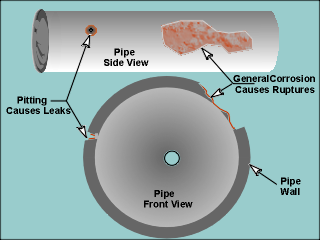 Pipe
Side View
GeneralCorrosion
Causes Ruptures
Pitting
Causes Leaks
Pipe
Wall
Pipe
Front View